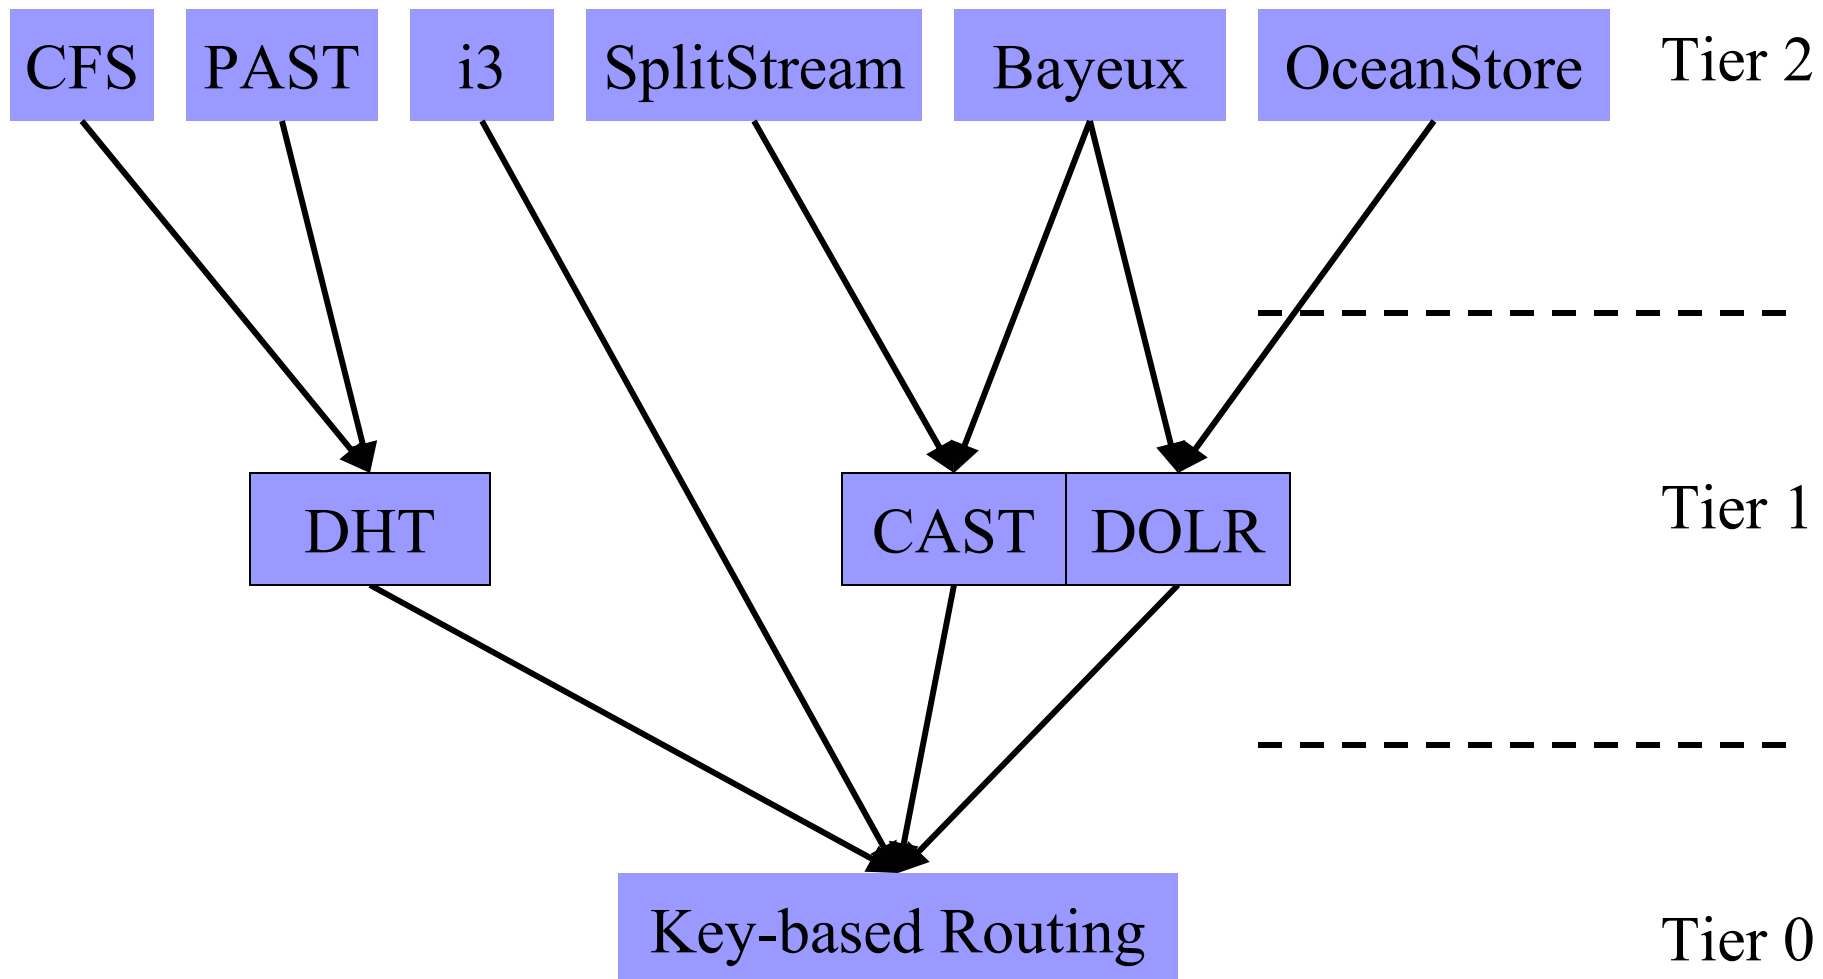 CFS PAST i3 SplitStream Bayeux OceanStore Tier 2
DHT CAST DOLR Tier 1
Key-based Routing Tier 0